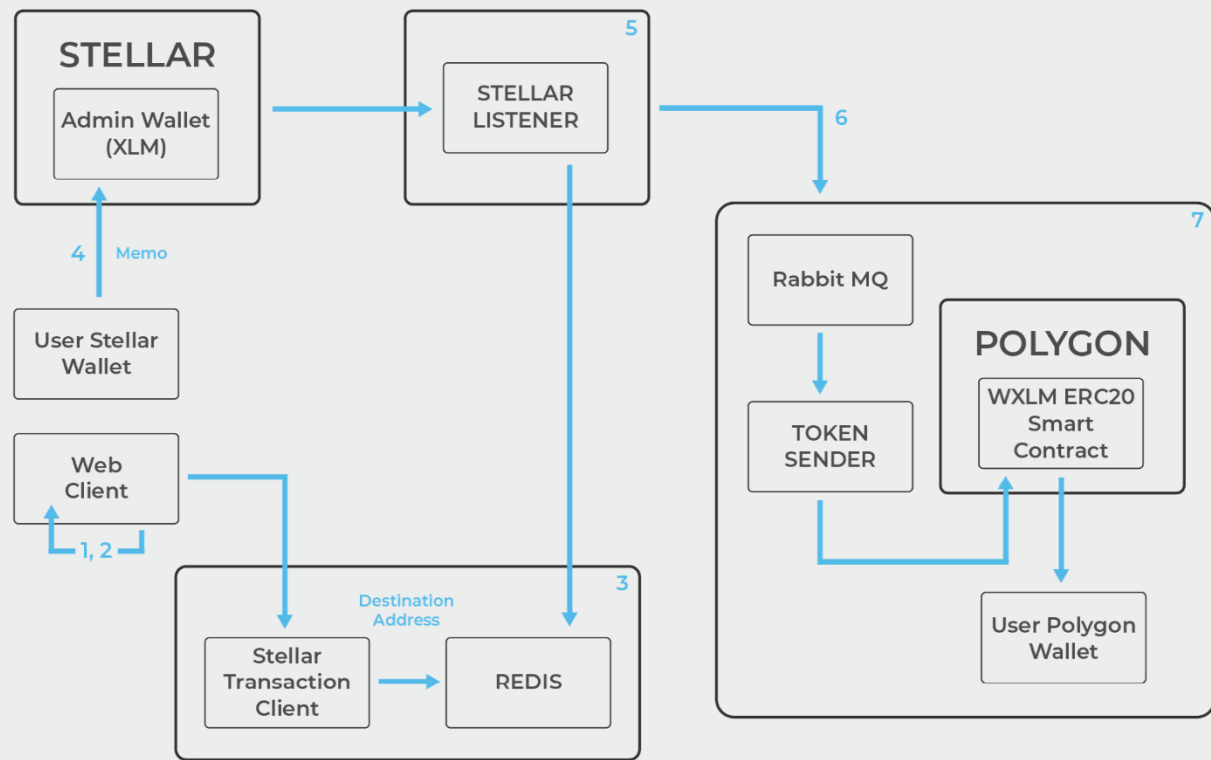 STELLAR
Admin Wallet
(XLM)
5
STELLAR
LISTENER
6
4
Memo
User Stellar
Wallet
Web
Client
1, 2
3
Destination
Address
Stellar
Transaction
Client
REDIS
7
Rabbit MQ
TOKEN
SENDER
POLYGON
WXLM ERC20
Smart
Contract
User Polygon
Wallet